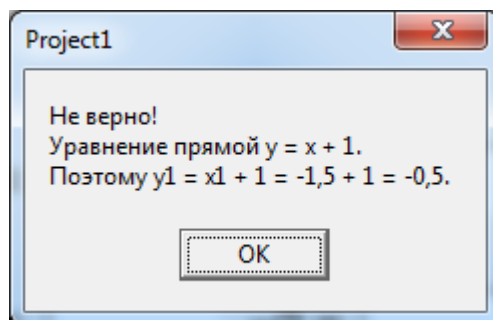 Project1
Не верно!
Уравнение прямой y = x + 1.
Поэтому y1 = x1 + 1 = -1,5 + 1 = -0,5.
OK